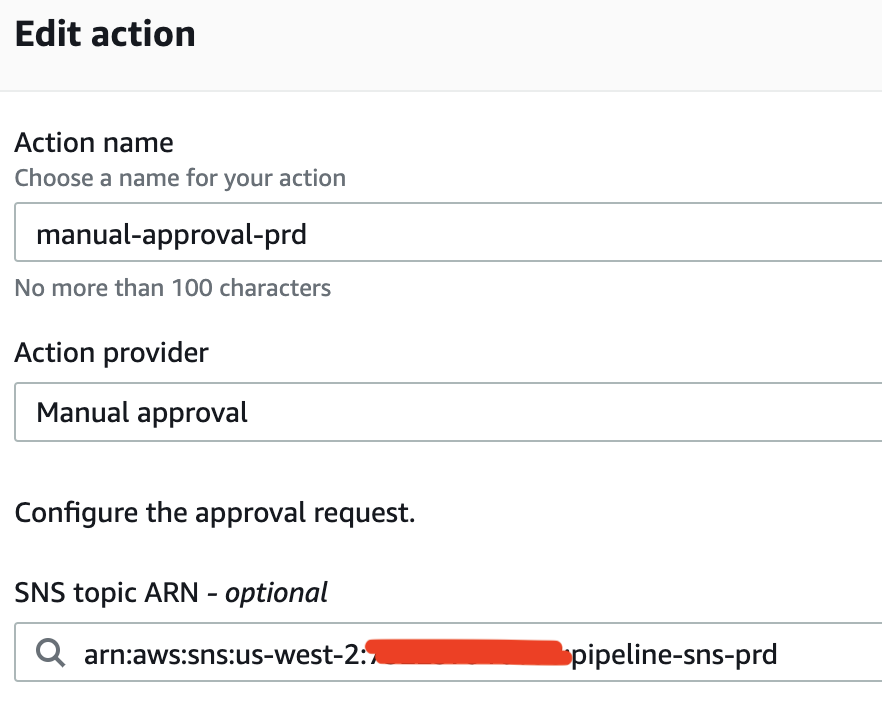 Edit action
Action name
Choose a name for your action
manual-approval-prd
No more than 100 characters
Action provider
Manual approval
Configure the approval request.
SNS topic ARN - optional
arn:aws:sns:us-west-2: pipeline-sns-prd